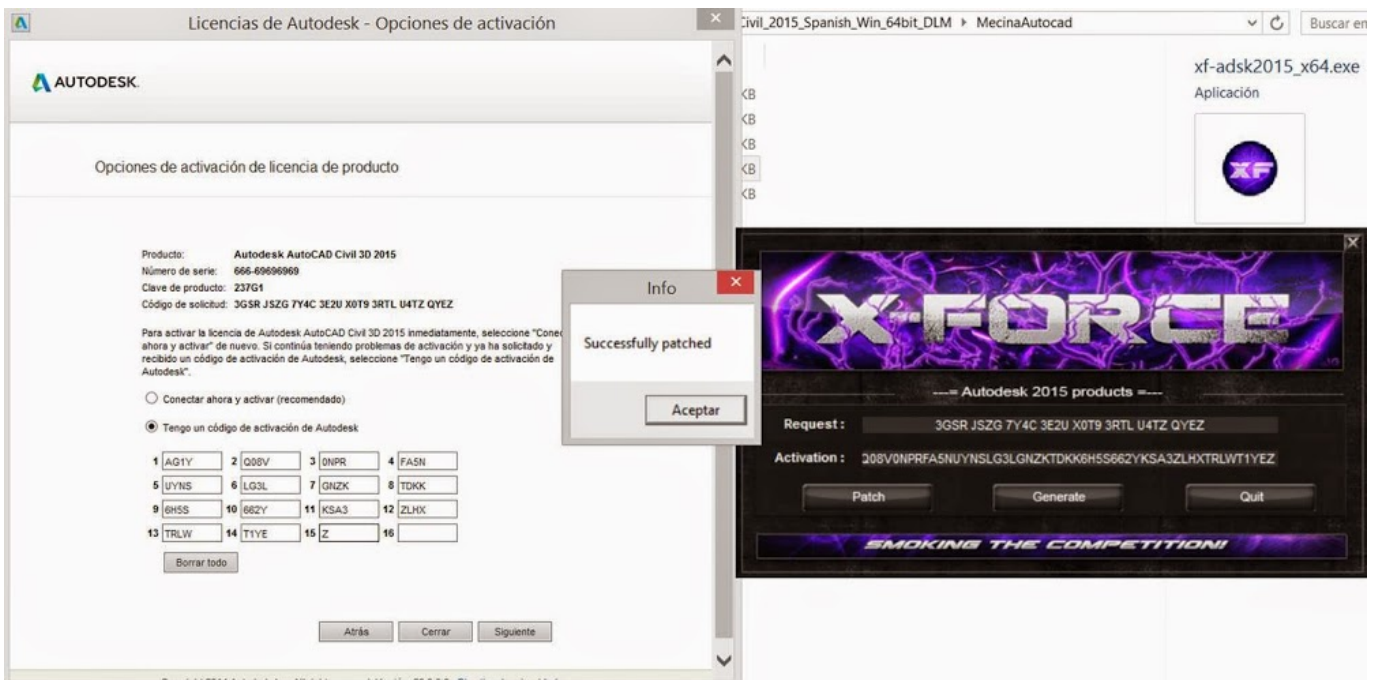 Licencias de Autodesk - Opciones de activación
AUTODESK.
Opciones de activación de licencia de producto
Producto: Autodesk AutoCAD Civil 3D 2015
Número de serie: 666-69696969
Clave de producto: 237G1
Código de solicitud: 3GSR JSZG 7Y4C 3E2U X0T9 3RTL U4TZ QYEZ
Para activar la licencia de Autodesk AutoCAD Civil 3D 2015 inmediatamente, seleccione "Conec
ahora y activar" de nuevo. Si continúa teniendo problemas de activación y ya ha solicitado y
recibido un código de activación de Autodesk, seleccione "Tengo un código de activación de
Autodesk".
Conectar ahora y activar (recomendado)
Tengo un código de activación de Autodesk
1 AG1Y 2 Q08V 3 0NPR 4 FA5N
5 UYNS 6 LG3L 7 GNZK 8 TDKK
9 6H5S 10 662Y 11 KSA3 12 ZLHX
13 TRLW 14 T1YE 15 Z 16
Borrar todo
Atrás Cerrar Siguiente
Info
Successfully patched
Aceptar
Civil_2015_Spanish_Win_64bit_DLM MecinaAutocad
Buscar en
KB
KB
KB
KB
KB
xf-adsk2015_x64.exe
Aplicación
XF
X-FORCE
---= Autodesk 2015 products =---
Request : 3GSR JSZG 7Y4C 3E2U X0T9 3RTL U4TZ QYEZ
Activation : Q08V0NPRFA5NUYNSLG3LGNZKTDKK6H5S662YKSA3ZLHXTRLWT1YEZ
Patch Generate Quit
SMOKING THE COMPETITION!